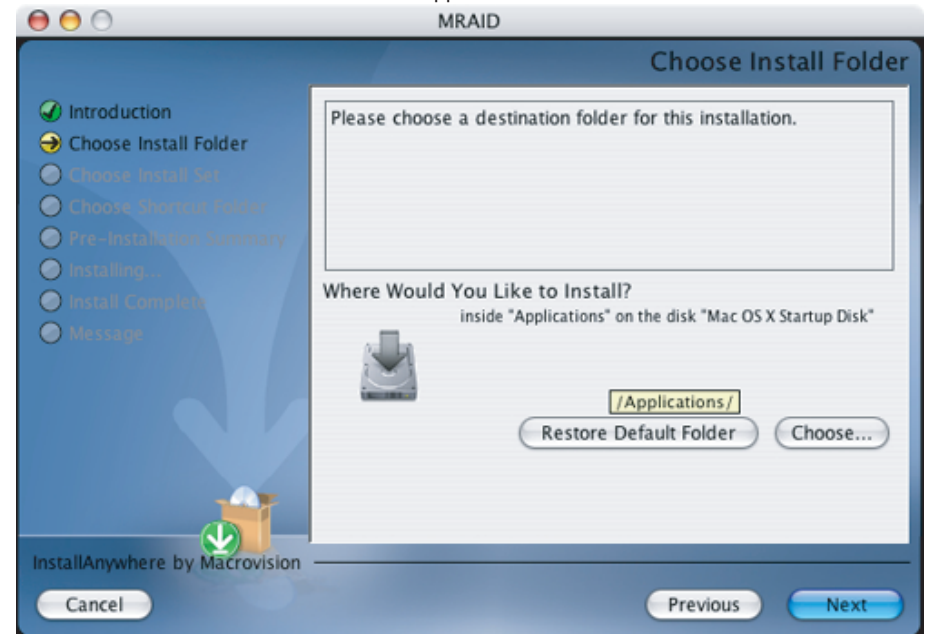 MRAID
Choose Install Folder
Introduction
Choose Install Folder
Choose Install Set
Choose Shortcut Folder
Pre-Installation Summary
Installing...
Install Complete
Message
Please choose a destination folder for this installation.
Where Would You Like to Install?
inside "Applications" on the disk "Mac OS X Startup Disk"
/Applications/
Restore Default Folder
Choose...
InstallAnywhere by Macrovision
Cancel
Previous
Next